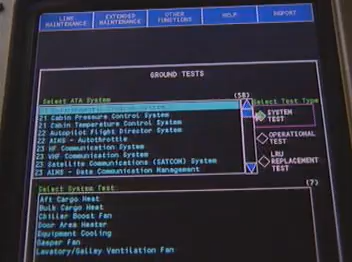 LINE MAINTENANCE
EXTENDED MAINTENANCE
OTHER FUNCTIONS
HELP
REPORT
GROUND TESTS
Select ATA System
(58)
Select Test Type
21 Cabin Pressure Control System
21 Cabin Temperature Control System
22 Autopilot Flight Director System
22 AIMS - Autothrottle
23 HF Communication System
23 VHF Communication System
23 Satellite Communications (SATCOM) System
23 AIMS - Data Communication Management
SYSTEM TEST
OPERATIONAL TEST
LRU REPLACEMENT TEST
Select System Test
(7)
Aft Cargo Heat
Bulk Cargo Heat
Chiller Boost Fan
Door Area Heater
Equipment Cooling
Gasper Fan
Lavatory/Galley Ventilation Fan